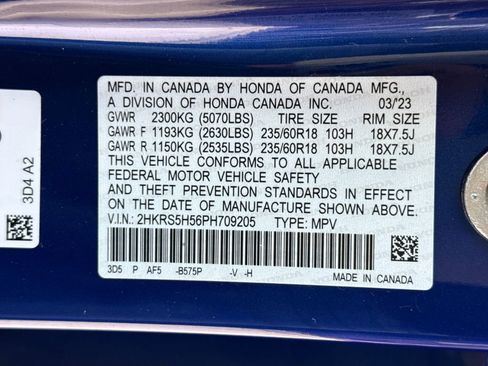 MFD. IN CANADA BY HONDA OF CANADA MFG.,
A DIVISION OF HONDA CANADA INC. 03/23
GVWR 2300KG (5070LBS) TIRE SIZE RIM SIZE
GAWR F 1193KG (2630LBS) 235/60R18 103H 18X7.5J
GAWR R 1150KG (2535LBS) 235/60R18 103H 18X7.5J
THIS VEHICLE CONFORMS TO ALL APPLICABLE
FEDERAL MOTOR VEHICLE SAFETY
STANDARDS IN EFFECT
ON THE DATE OF MANUFACTURE SHOWN ABOVE.
V.I.N.: 2HKRS5H56PH709205 TYPE: MPV
3D5 P AF5 -B575P -V -H
MADE IN CANADA
3D4 A2